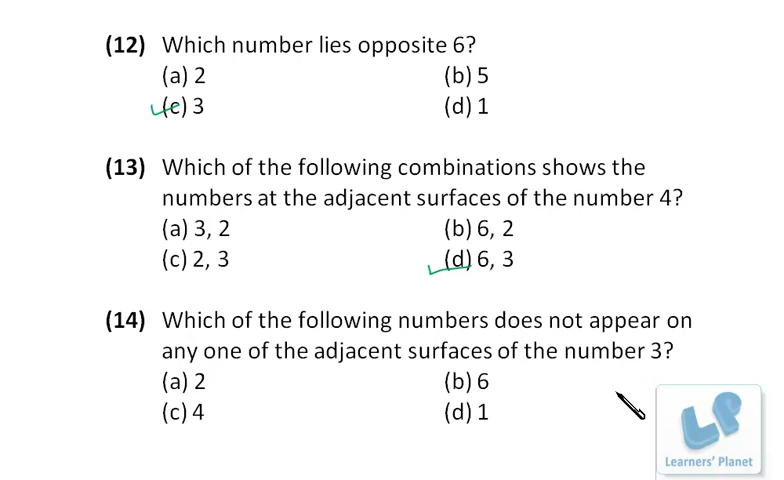 (12) Which number lies opposite 6?
(a) 2 (b) 5
(c) 3 (d) 1
(13) Which of the following combinations shows the
numbers at the adjacent surfaces of the number 4?
(a) 3, 2 (b) 6, 2
(c) 2, 3 (d) 6, 3
(14) Which of the following numbers does not appear on
any one of the adjacent surfaces of the number 3?
(a) 2 (b) 6
(c) 4 (d) 1
LP
Learners' Planet